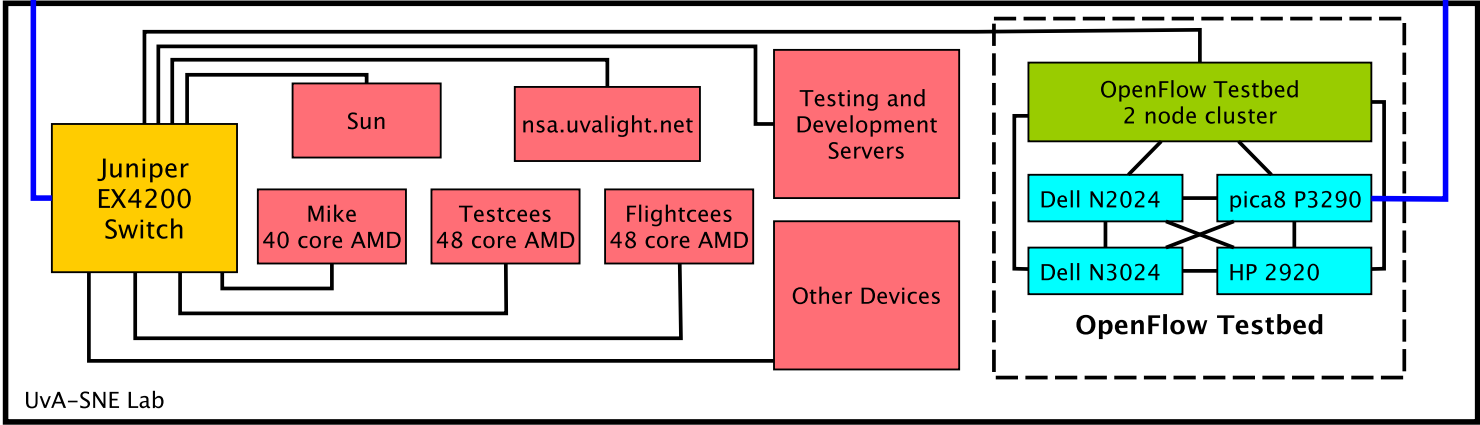 Juniper
EX4200
Switch
Sun
nsa.uvalight.net
Testing and
Development
Servers
Mike
40 core AMD
Testcees
48 core AMD
Flightcees
48 core AMD
Other Devices
OpenFlow Testbed
2 node cluster
Dell N2024
pica8 P3290
Dell N3024
HP 2920
OpenFlow Testbed
UvA-SNE Lab